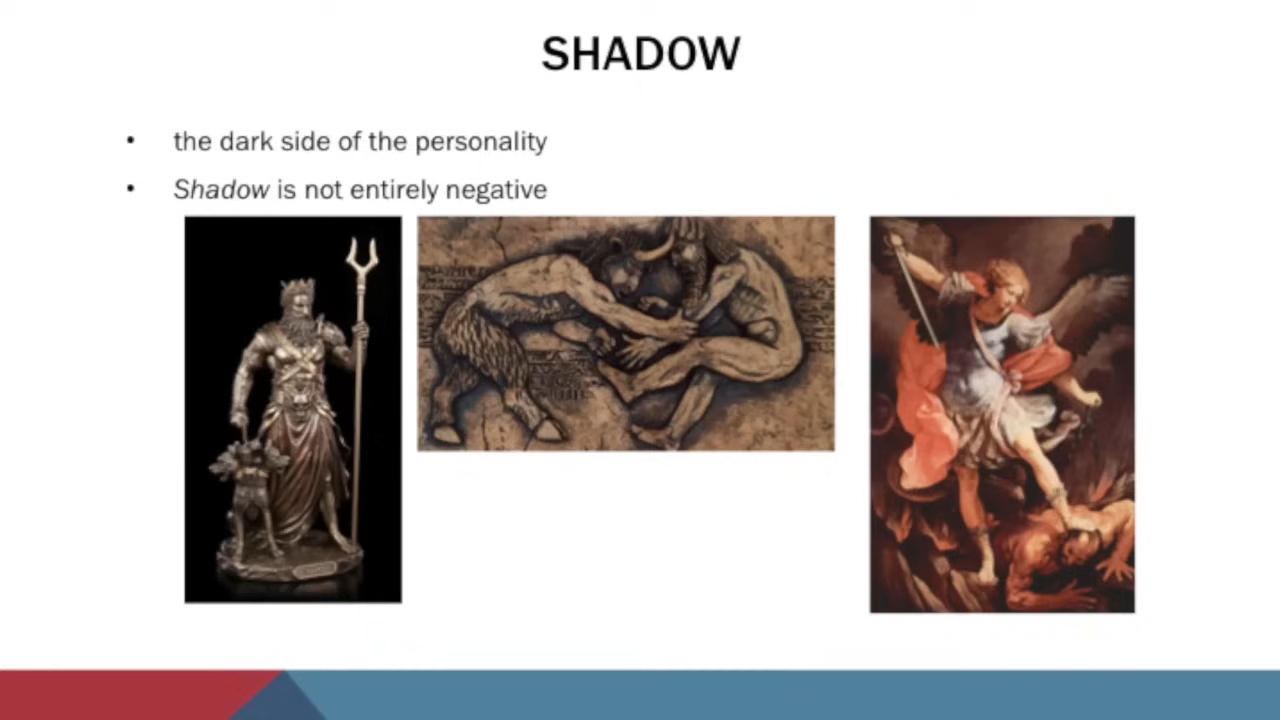 SHADOW
• the dark side of the personality
• Shadow is not entirely negative